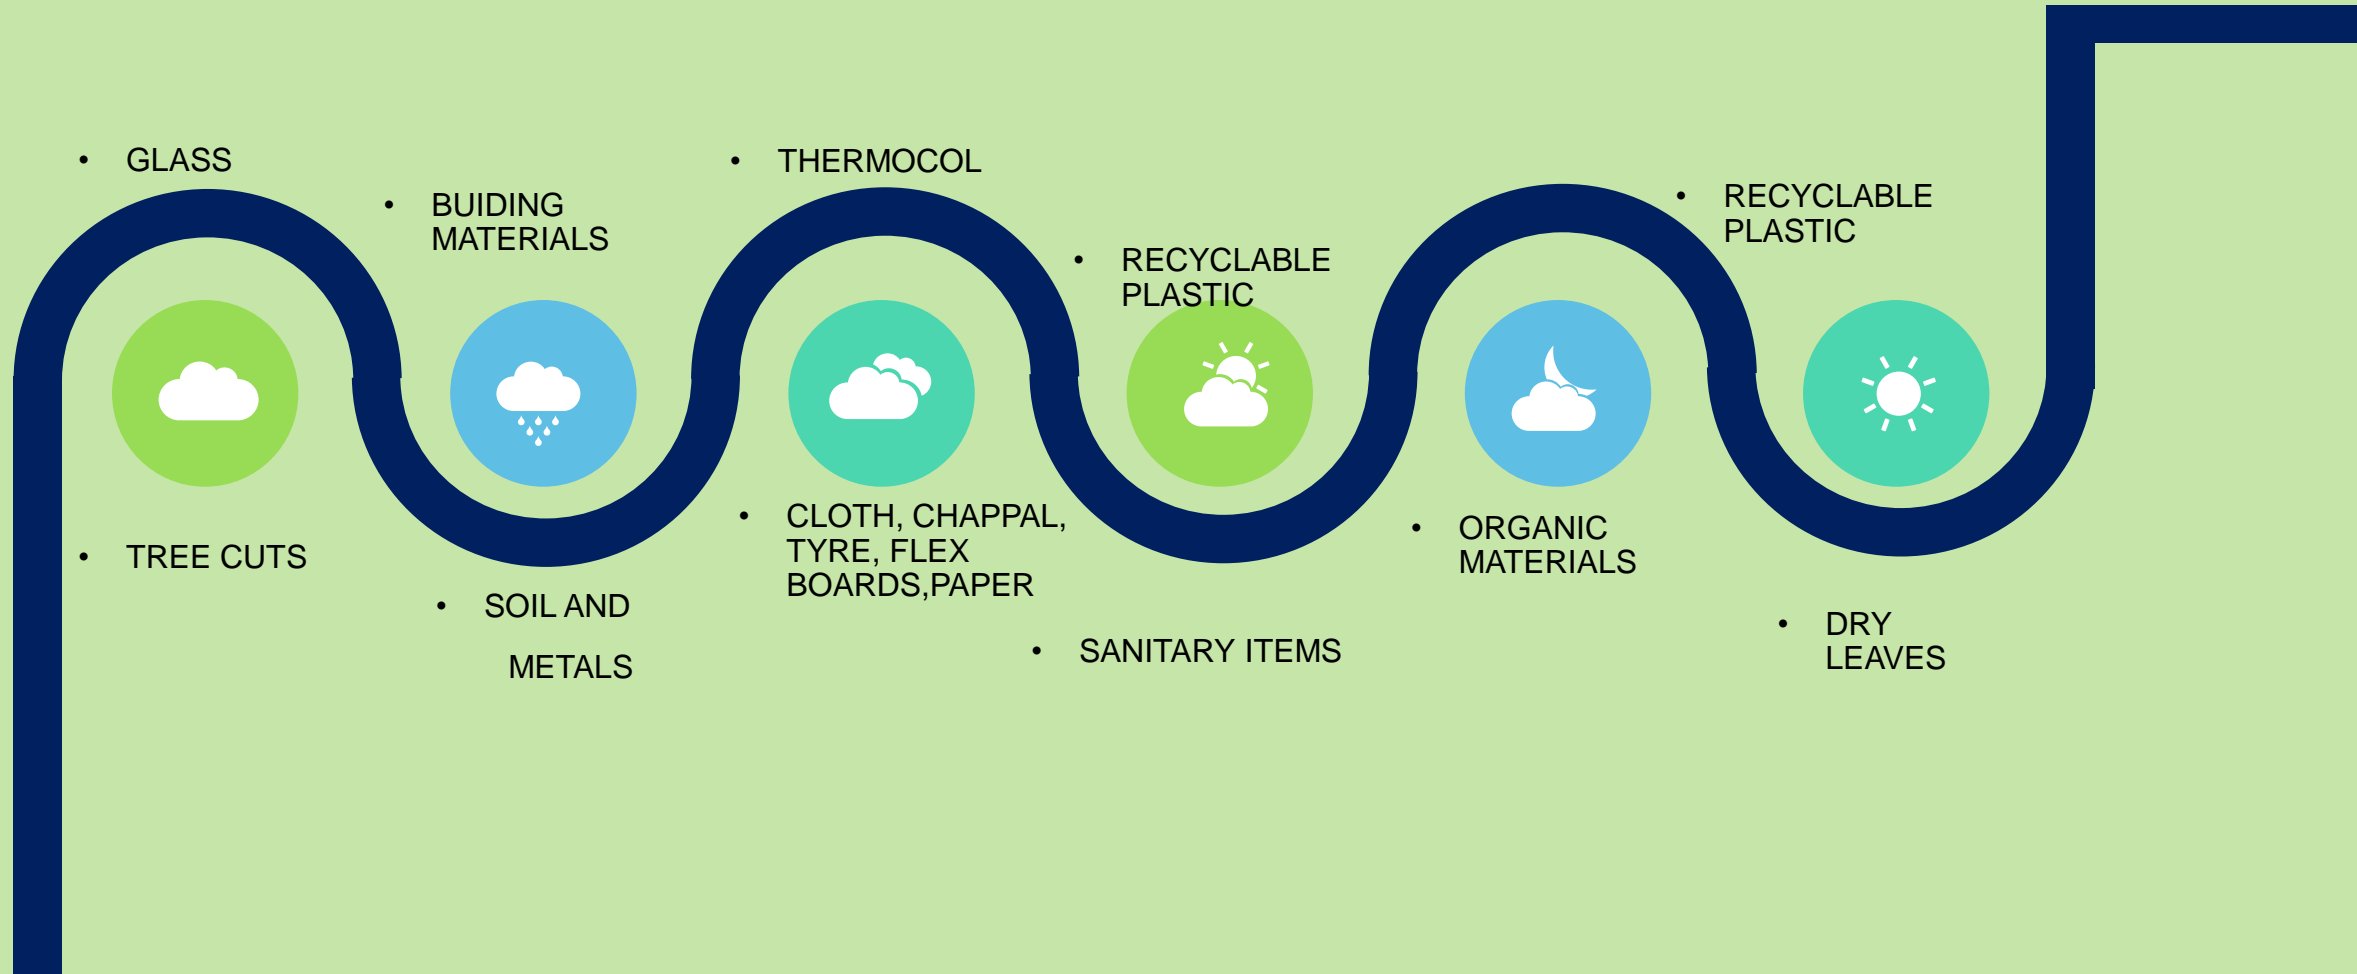 • GLASS
• TREE CUTS
• BUIDING
MATERIALS
• SOIL AND
METALS
• THERMOCOL
• CLOTH, CHAPPAL,
TYRE, FLEX
BOARDS,PAPER
• RECYCLABLE
PLASTIC
• SANITARY ITEMS
• ORGANIC
MATERIALS
• RECYCLABLE
PLASTIC
• DRY
LEAVES